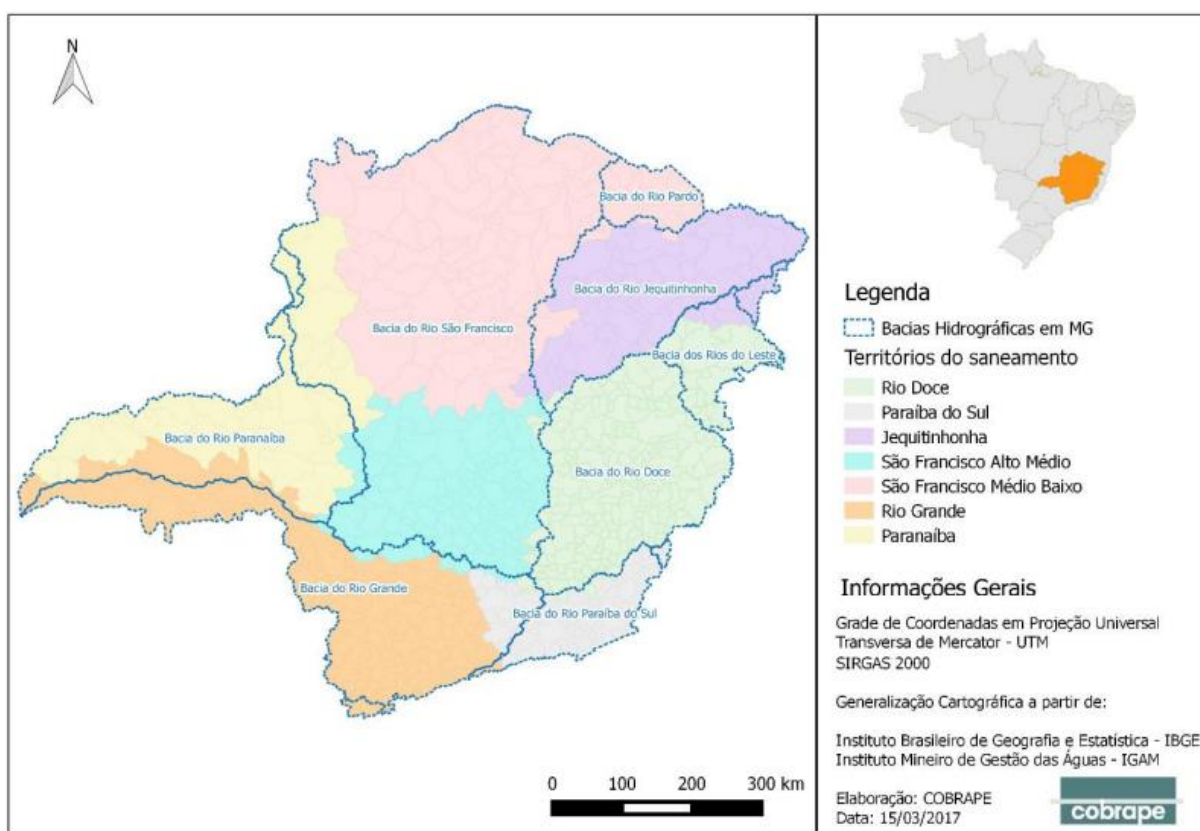 N
Bacia do Rio Pardo
Bacia do Rio Jequitinhonha
Bacia do Rio São Francisco
Bacia dos Rios do Leste
Bacia do Rio Paranaíba
Bacia do Rio Doce
Bacia do Rio Grande
Bacia do Rio Paraíba do Sul
0 100 200 300 km
Legenda
Bacias Hidrográficas em MG
Territórios do saneamento
Rio Doce
Paraíba do Sul
Jequitinhonha
São Francisco Alto Médio
São Francisco Médio Baixo
Rio Grande
Paranaíba
Informações Gerais
Grade de Coordenadas em Projeção Universal
Transversa de Mercator - UTM
SIRGAS 2000
Generalização Cartográfica a partir de:
Instituto Brasileiro de Geografia e Estatística - IBGE
Instituto Mineiro de Gestão das Águas - IGAM
Elaboração: COBRAPE
Data: 15/03/2017
cobrape